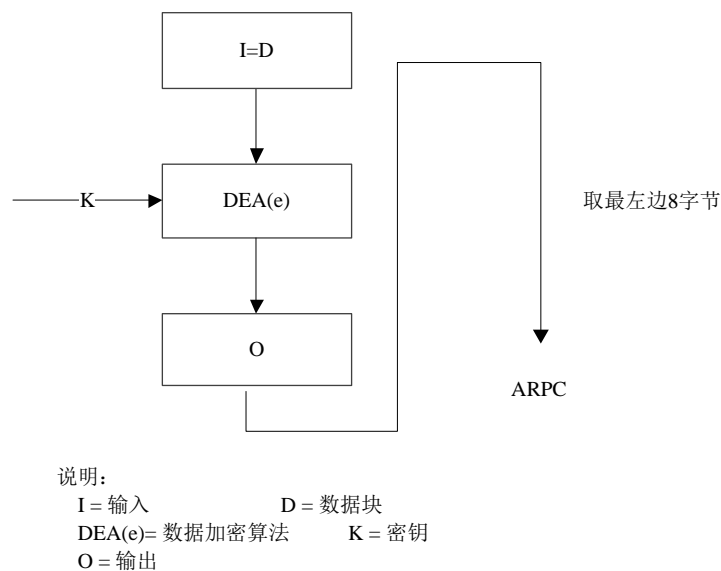 I=D
K
DEA(e)
取最左边8字节
O
ARPC
说明：
I = 输入 D = 数据块
DEA(e)= 数据加密算法 K = 密钥
O = 输出